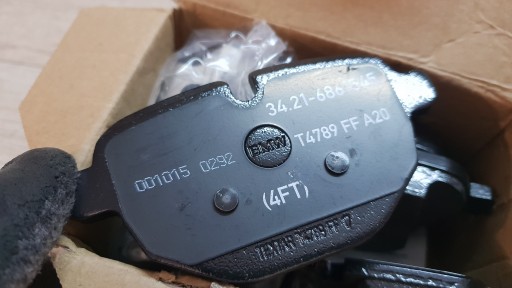 34.21-686
BMW T4789 FF A20
001015 0292
(4FT)